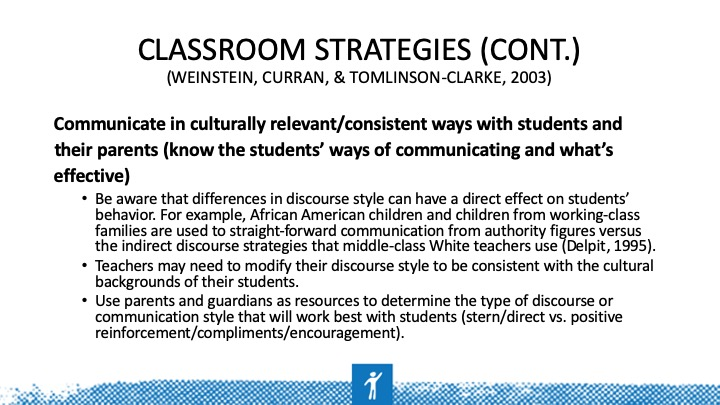 CLASSROOM STRATEGIES (CONT.)
(WEINSTEIN, CURRAN, & TOMLINSON-CLARKE, 2003)
Communicate in culturally relevant/consistent ways with students and
their parents (know the students’ ways of communicating and what’s
effective)
• Be aware that differences in discourse style can have a direct effect on students’
behavior. For example, African American children and children from working-class
families are used to straight-forward communication from authority figures versus
the indirect discourse strategies that middle-class White teachers use (Delpit, 1995).
• Teachers may need to modify their discourse style to be consistent with the cultural
backgrounds of their students.
• Use parents and guardians as resources to determine the type of discourse or
communication style that will work best with students (stern/direct vs. positive
reinforcement/compliments/encouragement).